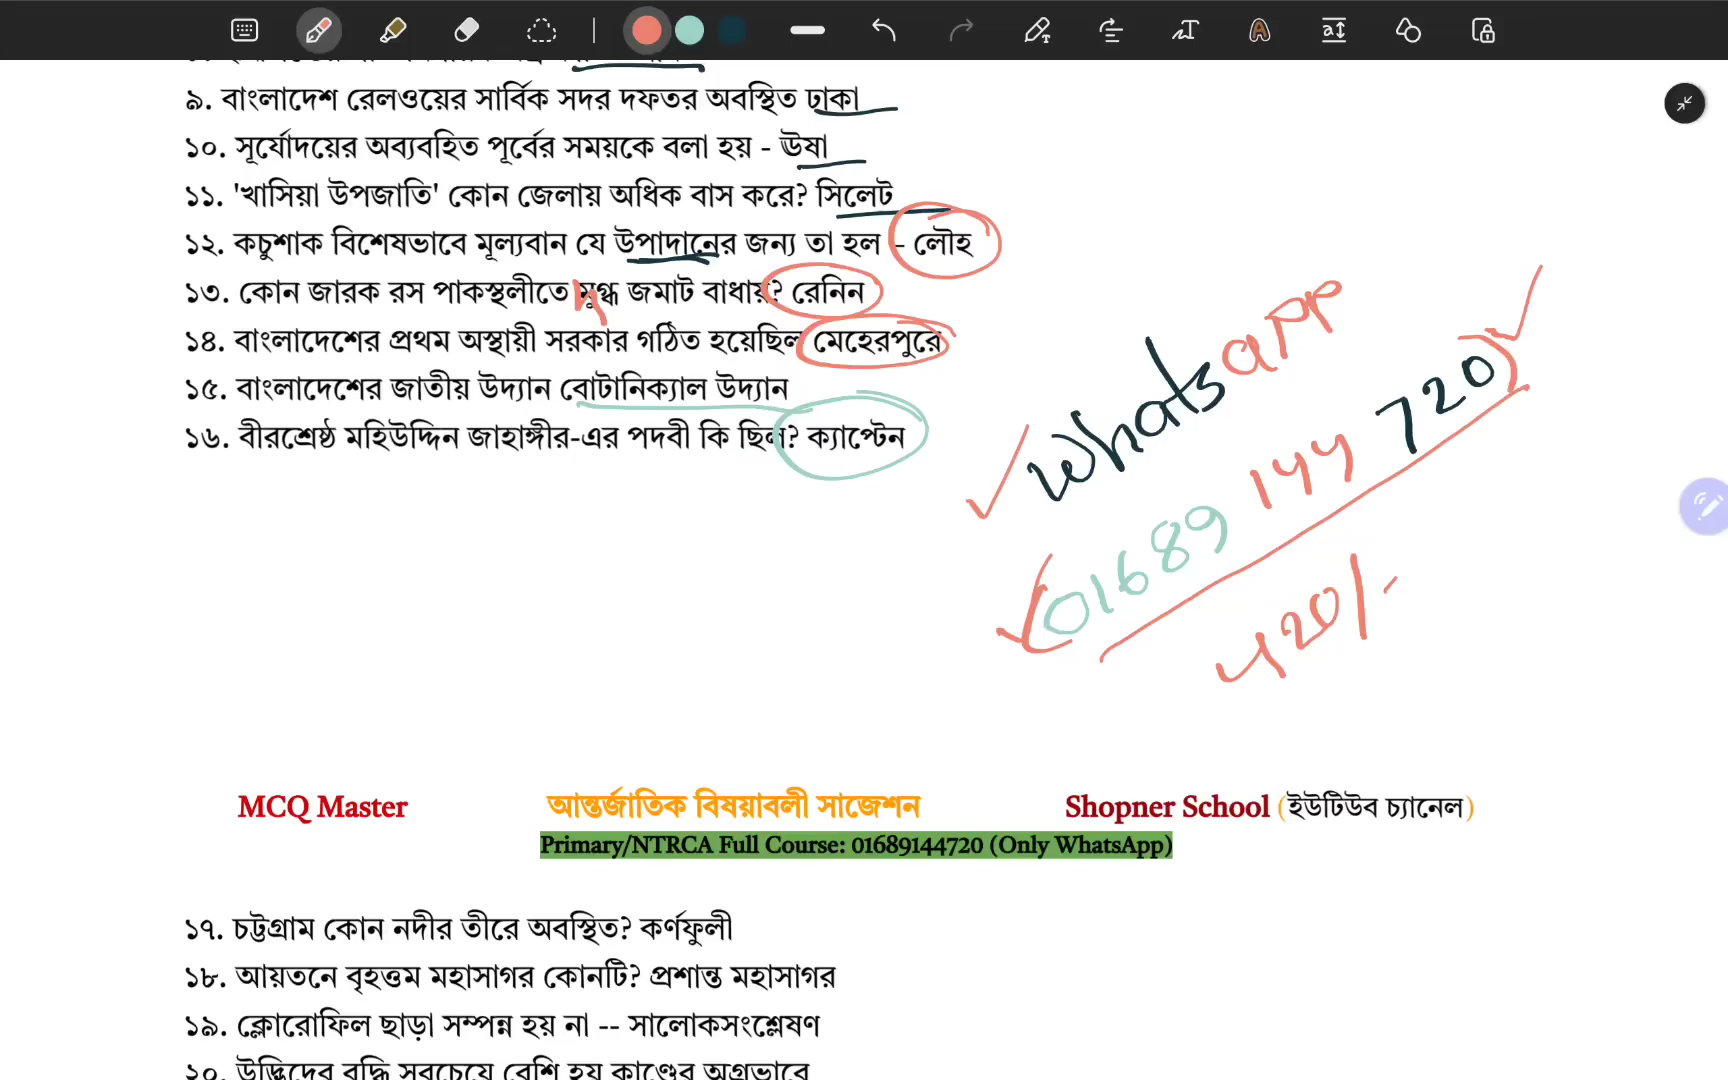 ৯. বাংলাদেশ রেলওয়ের সার্বিক সদর দফতর অবস্থিত ঢাকা
১০. সূর্যোদয়ের অব্যবহিত পূর্বের সময়কে বলা হয় - ঊষা
১১. 'খাসিয়া উপজাতি' কোন জেলায় অধিক বাস করে? সিলেট
১২. কচুশাক বিশেষভাবে মূল্যবান যে উপাদানের জন্য তা হল - লৌহ
১৩. কোন জারক রস পাকস্থলীতে দুগ্ধ জমাট বাধায়? রেনিন
১৪. বাংলাদেশের প্রথম অস্থায়ী সরকার গঠিত হয়েছিল মেহেরপুরে
১৫. বাংলাদেশের জাতীয় উদ্যান বোটানিক্যাল উদ্যান
১৬. বীরশ্রেষ্ঠ মহিউদ্দিন জাহাঙ্গীর-এর পদবী কি ছিল? ক্যাপ্টেন
Whatsapp
01689 144 720
420/-
MCQ Master আন্তর্জাতিক বিষয়াবলী সাজেশন Shopner School (ইউটিউব চ্যানেল)
Primary/NTRCA Full Course: 01689144720 (Only WhatsApp)
১৭. চট্টগ্রাম কোন নদীর তীরে অবস্থিত? কর্ণফুলী
১৮. আয়তনে বৃহত্তম মহাসাগর কোনটি? প্রশান্ত মহাসাগর
১৯. ক্লোরোফিল ছাড়া সম্পন্ন হয় না -- সালোকসংশ্লেষণ
২০. উদ্ভিদের বৃদ্ধি সবচেয়ে বেশি হয় কাণ্ডের অগ্রভাবে